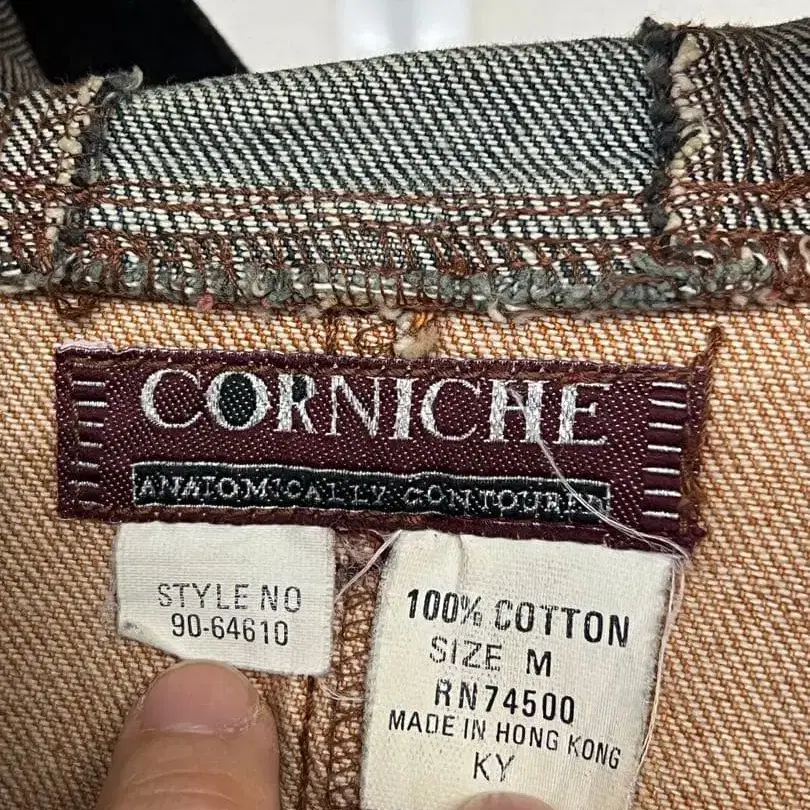 CORNICHE
ANATOMICALLY CONTOURED
STYLE NO
90-64610
100% COTTON
SIZE M
RN74500
MADE IN HONG KONG
KY